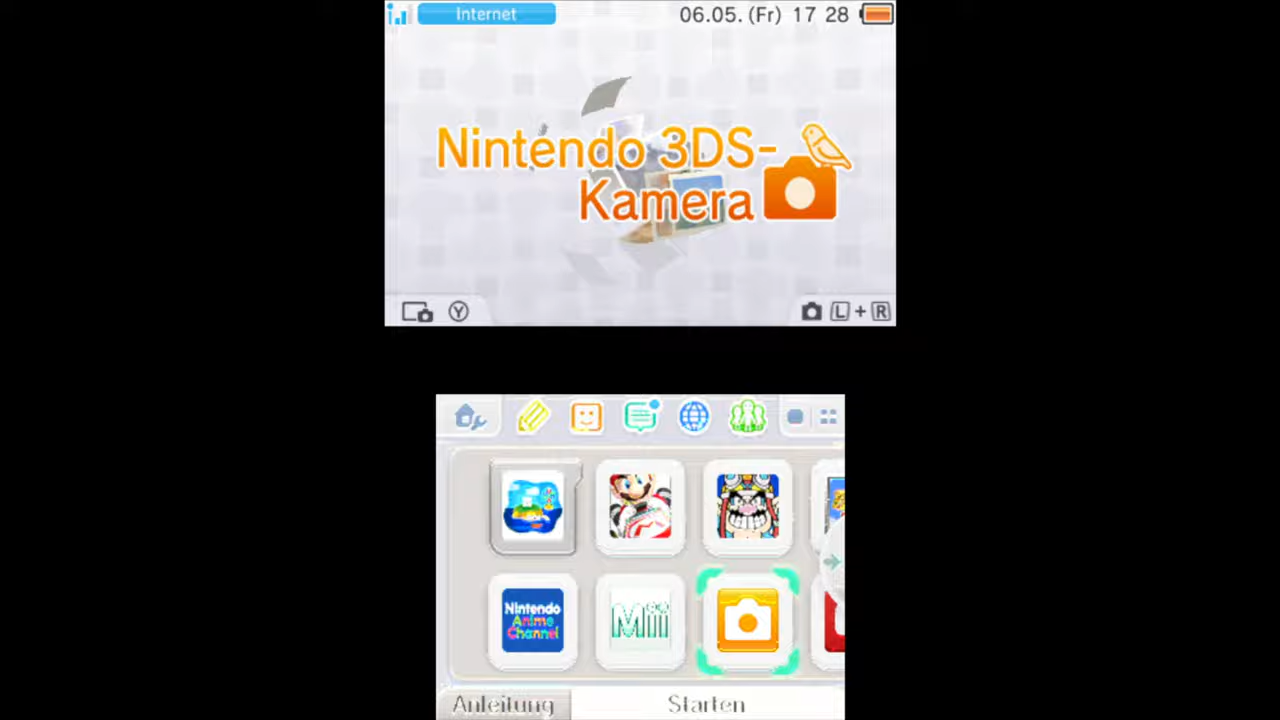 Internet
06.05. (Fr) 17 28
Nintendo 3DS-
Kamera
Y
L + R
Nintendo
Anime
Channel
Mii
Anleitung
Starten